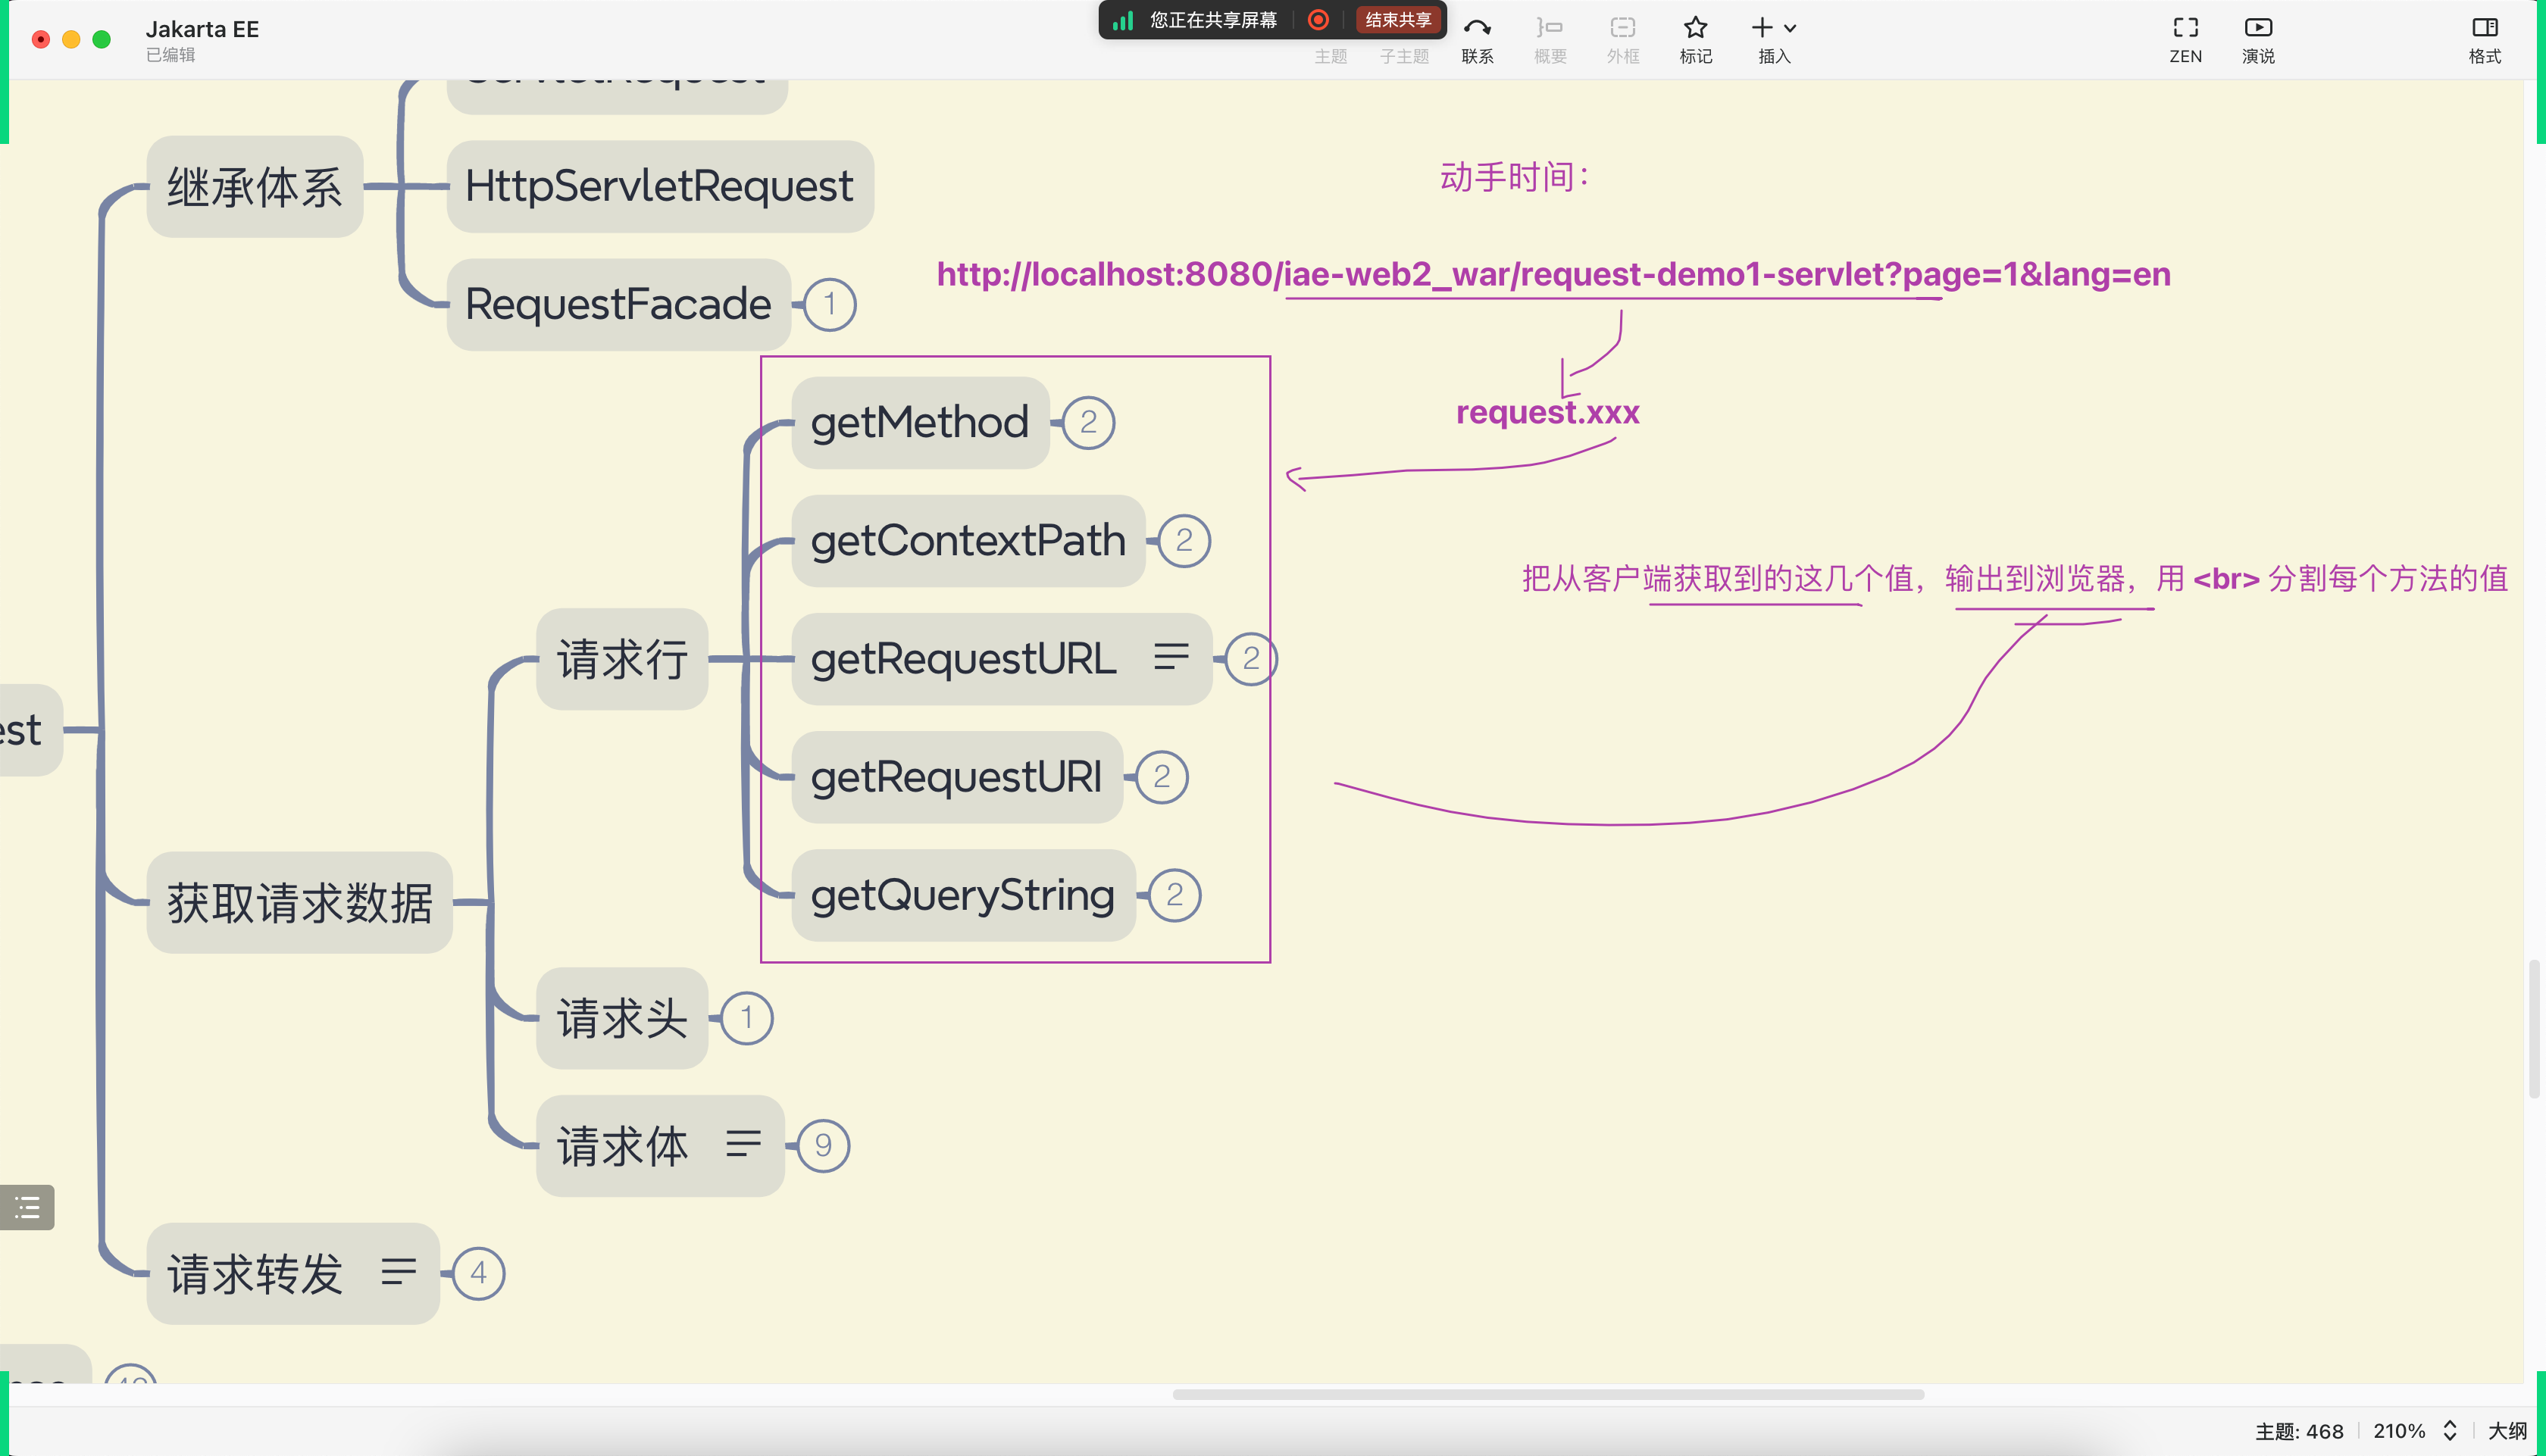 Jakarta EE
已编辑
您正在共享屏幕
结束共享
主题
子主题
联系
概要
外框
标记
插入
ZEN
演说
格式
ServletRequest
继承体系
HttpServletRequest
RequestFacade
1
动手时间：
http://localhost:8080/iae-web2_war/request-demo1-servlet?page=1&lang=en
request.xxx
getMethod
2
getContextPath
2
把从客户端获取到的这几个值，输出到浏览器，用 <br> 分割每个方法的值
请求行
getRequestURL
2
est
getRequestURI
2
获取请求数据
getQueryString
2
请求头
1
请求体
9
请求转发
4
主题: 468
210%
大纲